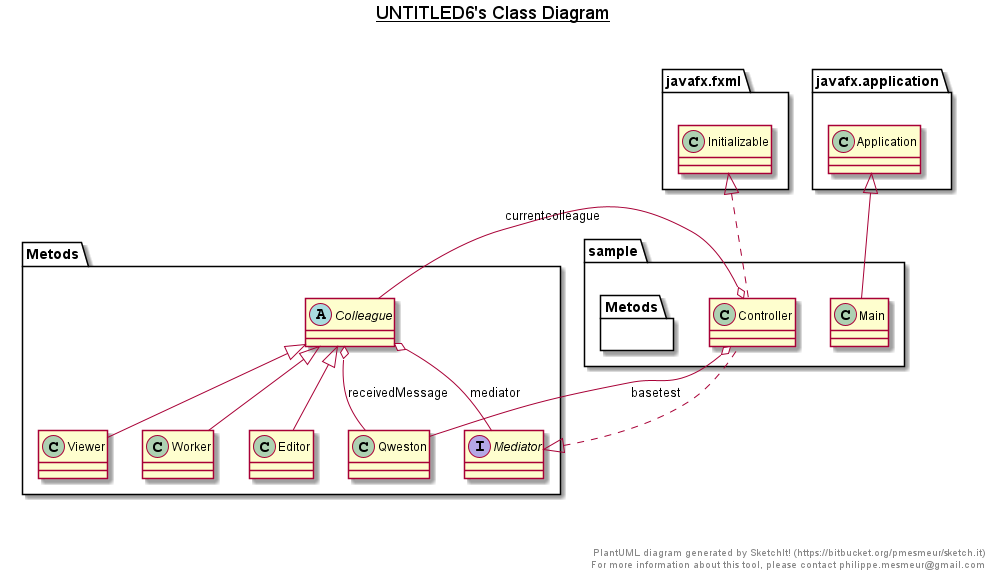 UNTITLED6's Class Diagram
javafx.fxml
javafx.application
C Initializable
C Application
currentcolleague
Metods
sample
Metods
A Colleague
C Controller
C Main
receivedMessage
mediator
basetest
C Viewer
C Worker
C Editor
C Qweston
I Mediator
PlantUML diagram generated by SketchIt! (https://bitbucket.org/pmesmeur/sketch.it)
For more information about this tool, please contact philippe.mesmeur@gmail.com